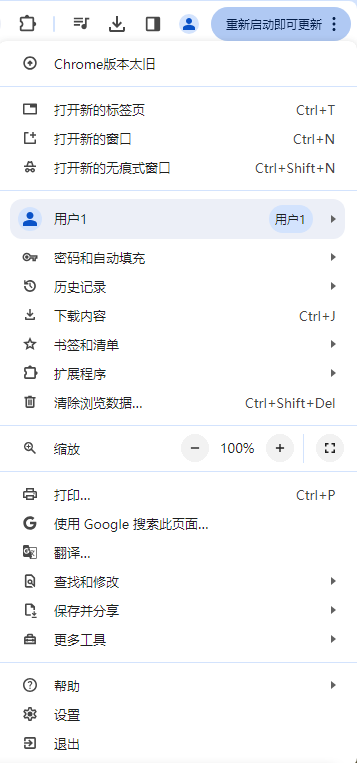 重新启动即可更新
Chrome版本太旧
打开新的标签页 Ctrl+T
打开新的窗口 Ctrl+N
打开新的无痕式窗口 Ctrl+Shift+N
用户1 用户1
密码和自动填充
历史记录
下载内容 Ctrl+J
书签和清单
扩展程序
清除浏览数据... Ctrl+Shift+Del
缩放 − 100% +
打印... Ctrl+P
使用 Google 搜索此页面...
翻译...
查找和修改
保存并分享
更多工具
帮助
设置
退出